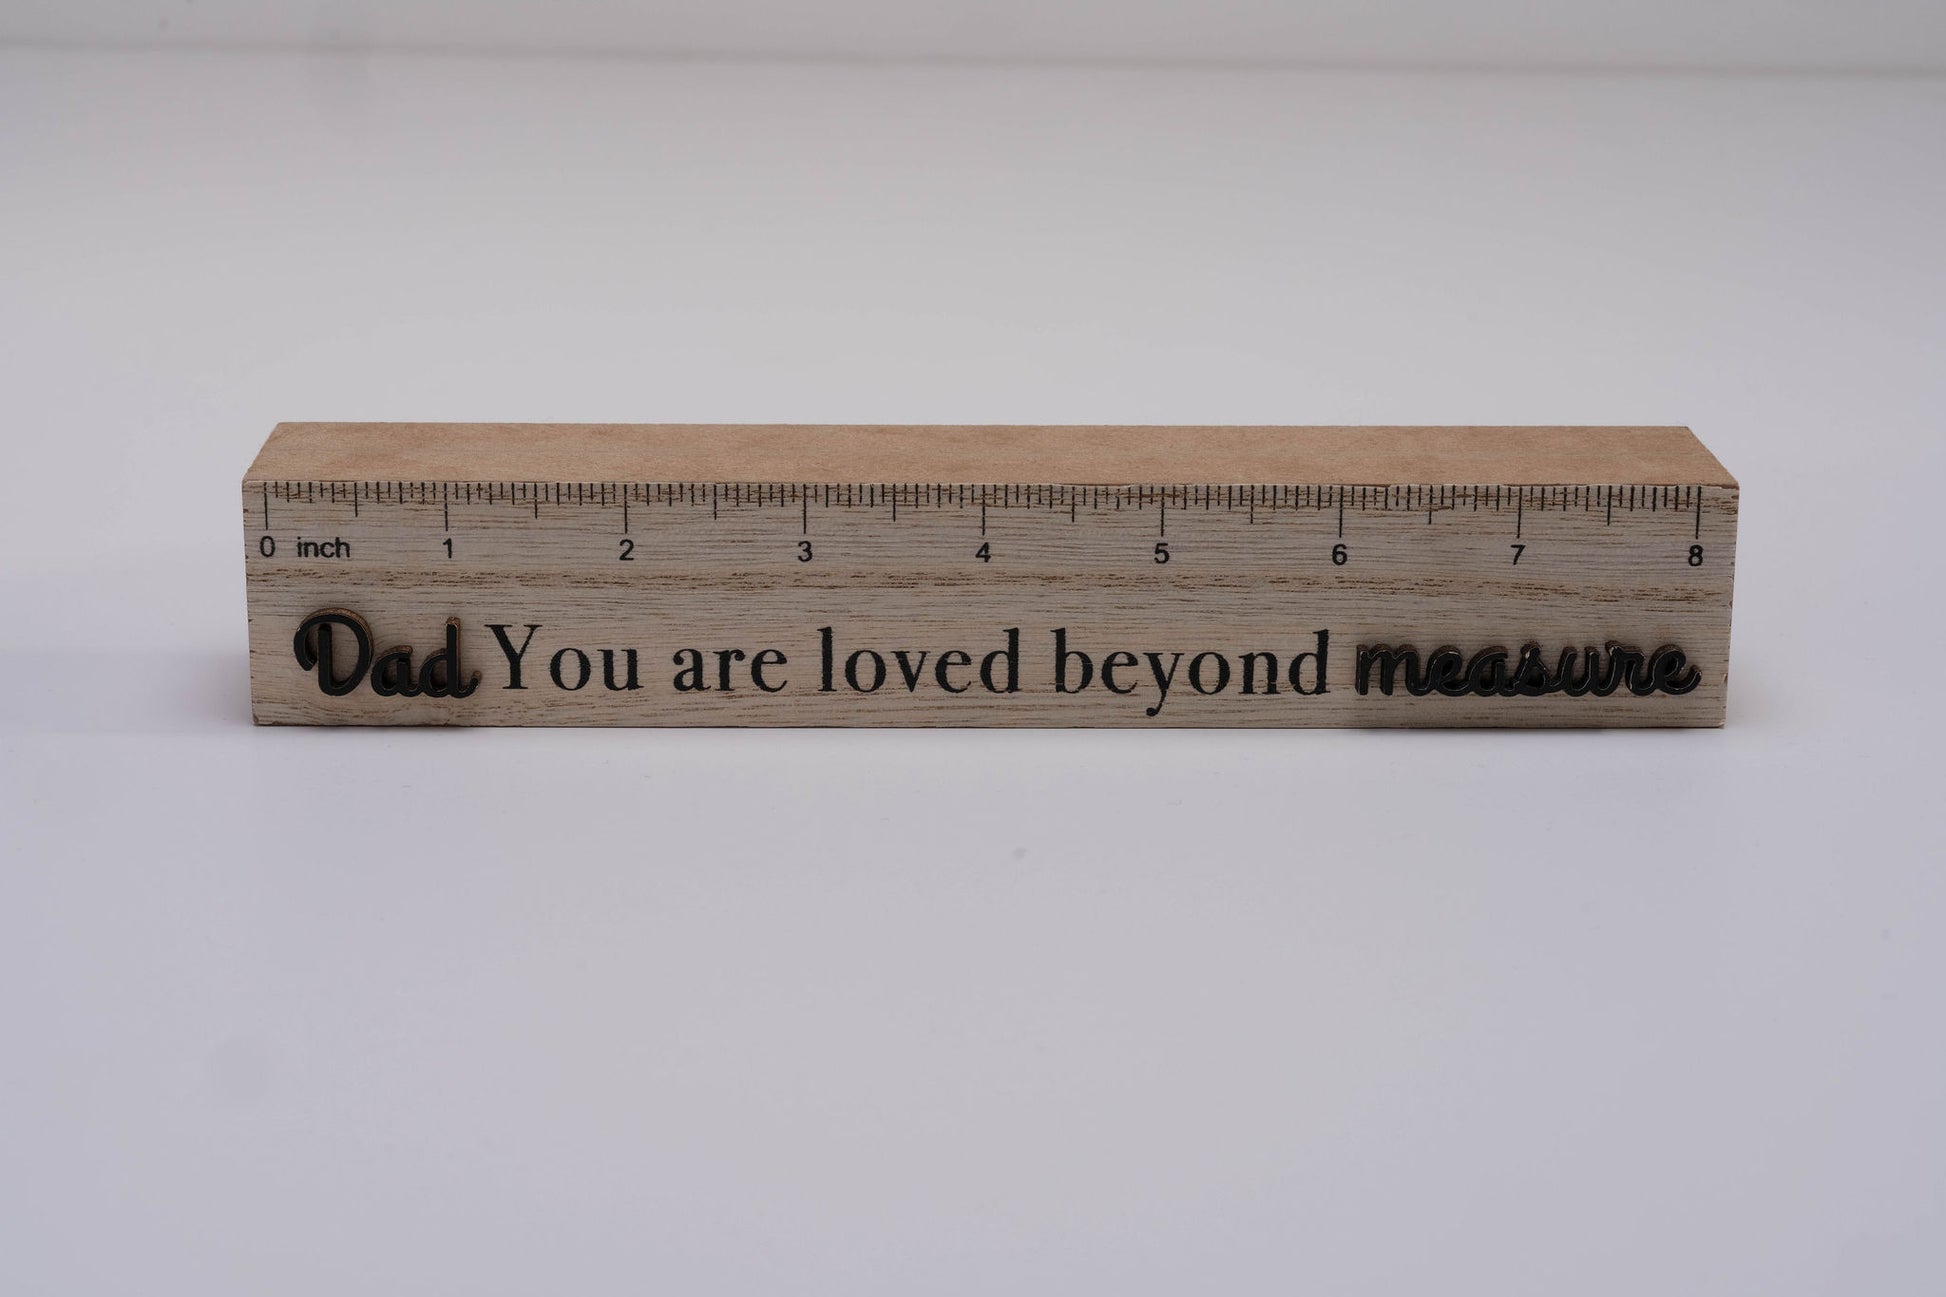 0 inch 1 2 3 4 5 6 7 8
Dad You are loved beyond measure